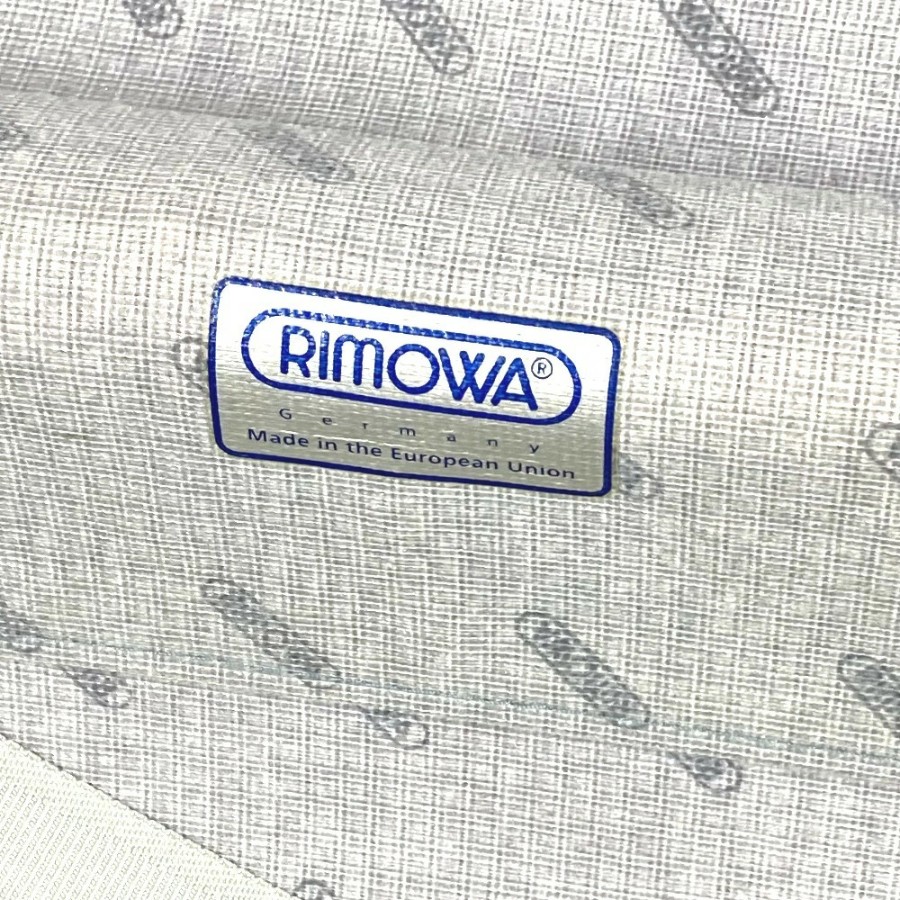 RIMOWA®
Germany
Made in the European Union